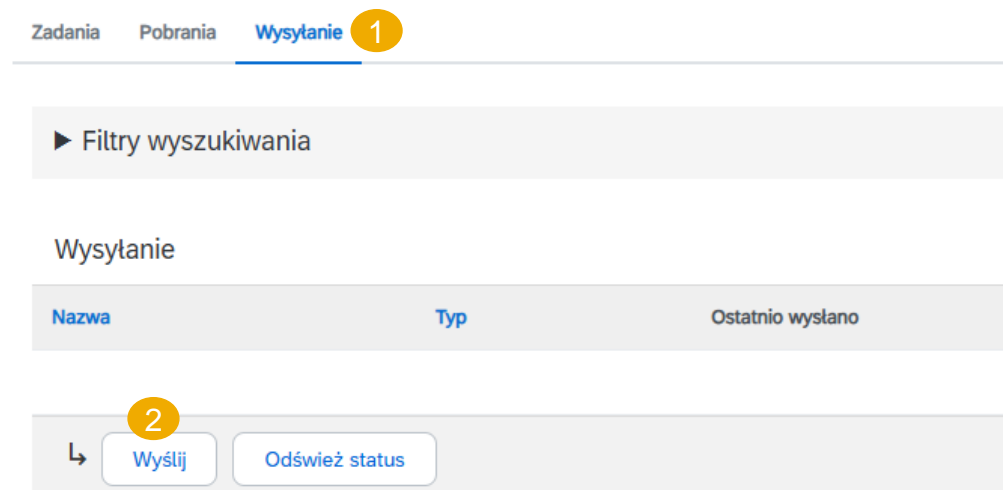 Zadania Pobrania Wysyłanie 1
Filtry wyszukiwania
Wysyłanie
Nazwa Typ Ostatnio wysłano
2
Wyślij Odśwież status